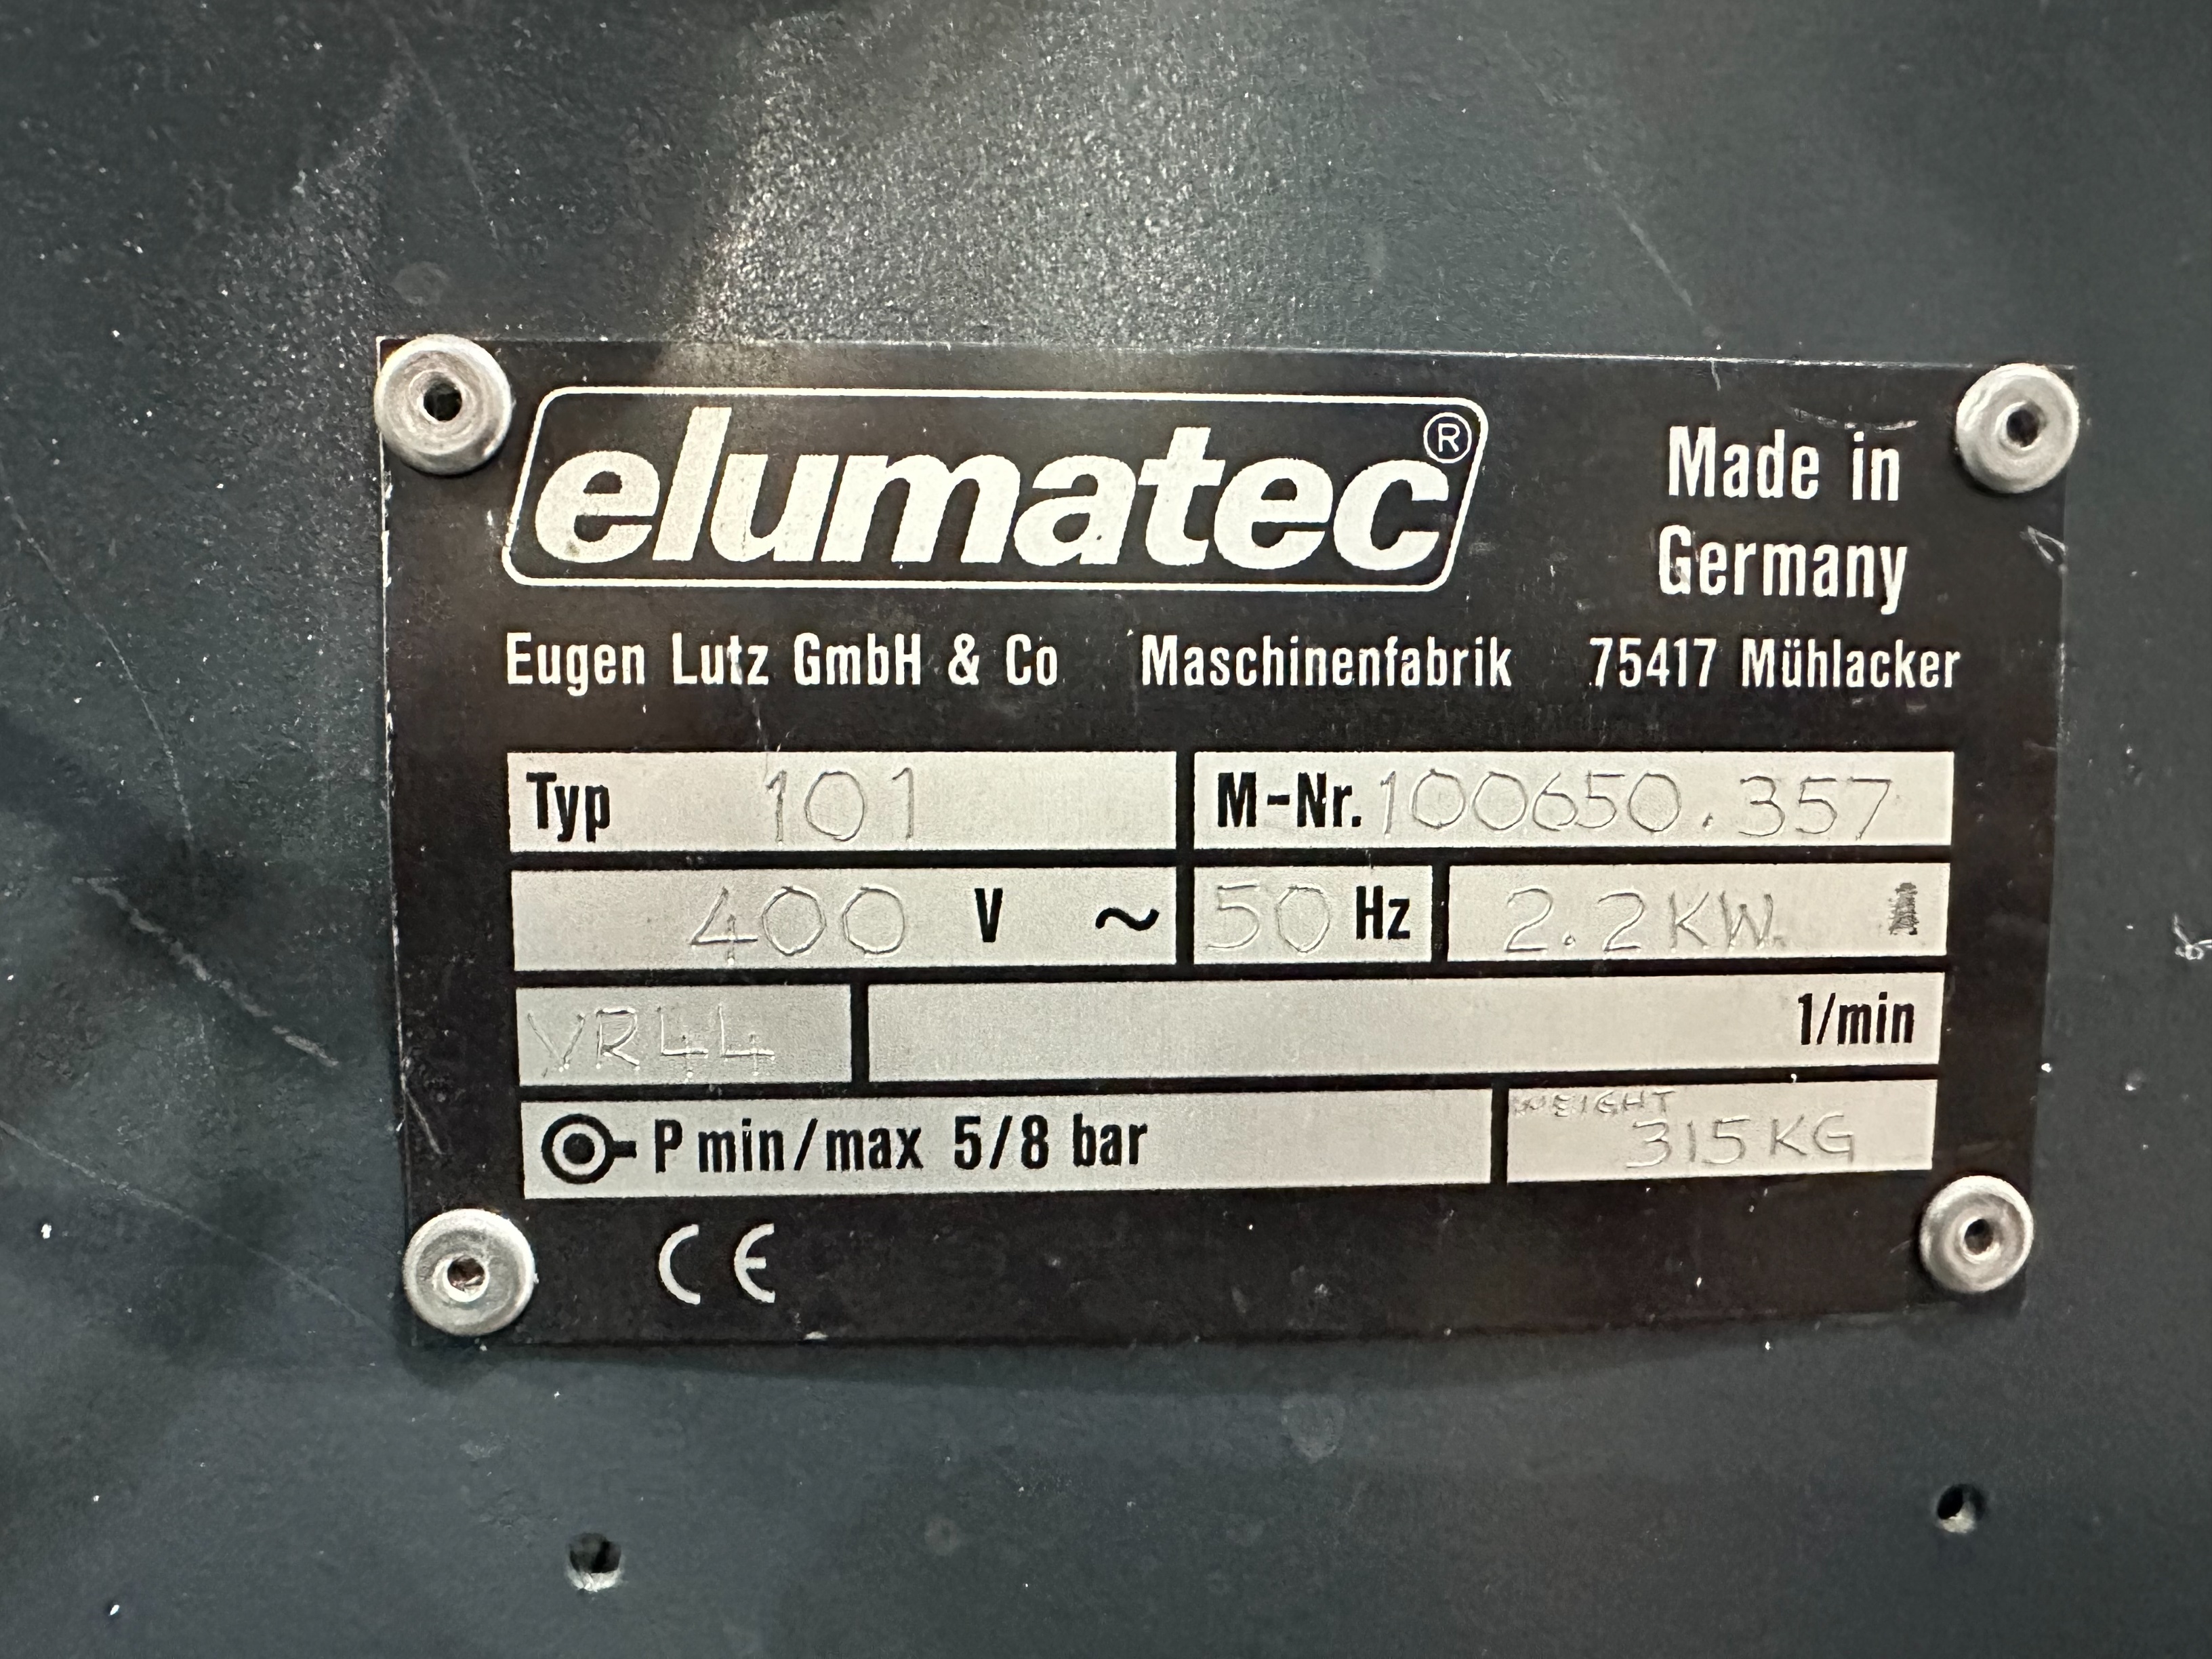 elumatec®
Made in
Germany
Eugen Lutz GmbH & Co Maschinenfabrik 75417 Mühlacker
Typ 101 M-Nr. 100650.357
400 V ~ 50 Hz 2.2KW.
VR44 1/min
P min/max 5/8 bar WEIGHT
315KG
CE